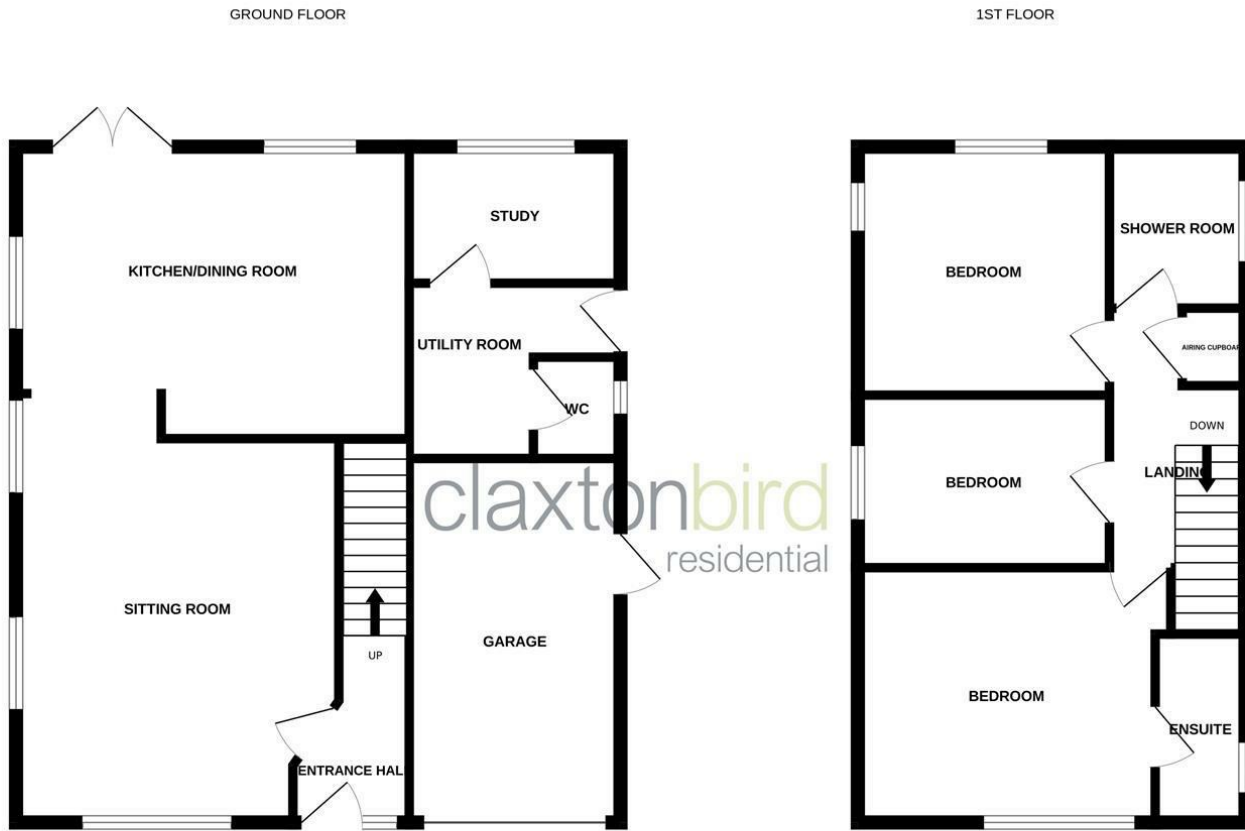 GROUND FLOOR
1ST FLOOR
STUDY
KITCHEN/DINING ROOM
UTILITY ROOM
WC
SITTING ROOM
UP
GARAGE
ENTRANCE HAL
SHOWER ROOM
BEDROOM
AIRING CUPBOAR
DOWN
LANDING
BEDROOM
BEDROOM
ENSUITE
claxtonbird
residential